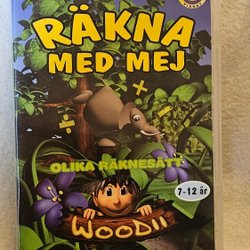 RÄKNA
MED MEJ
+
÷
OLIKA RÄKNESÄTT
7-12 år
WOODII